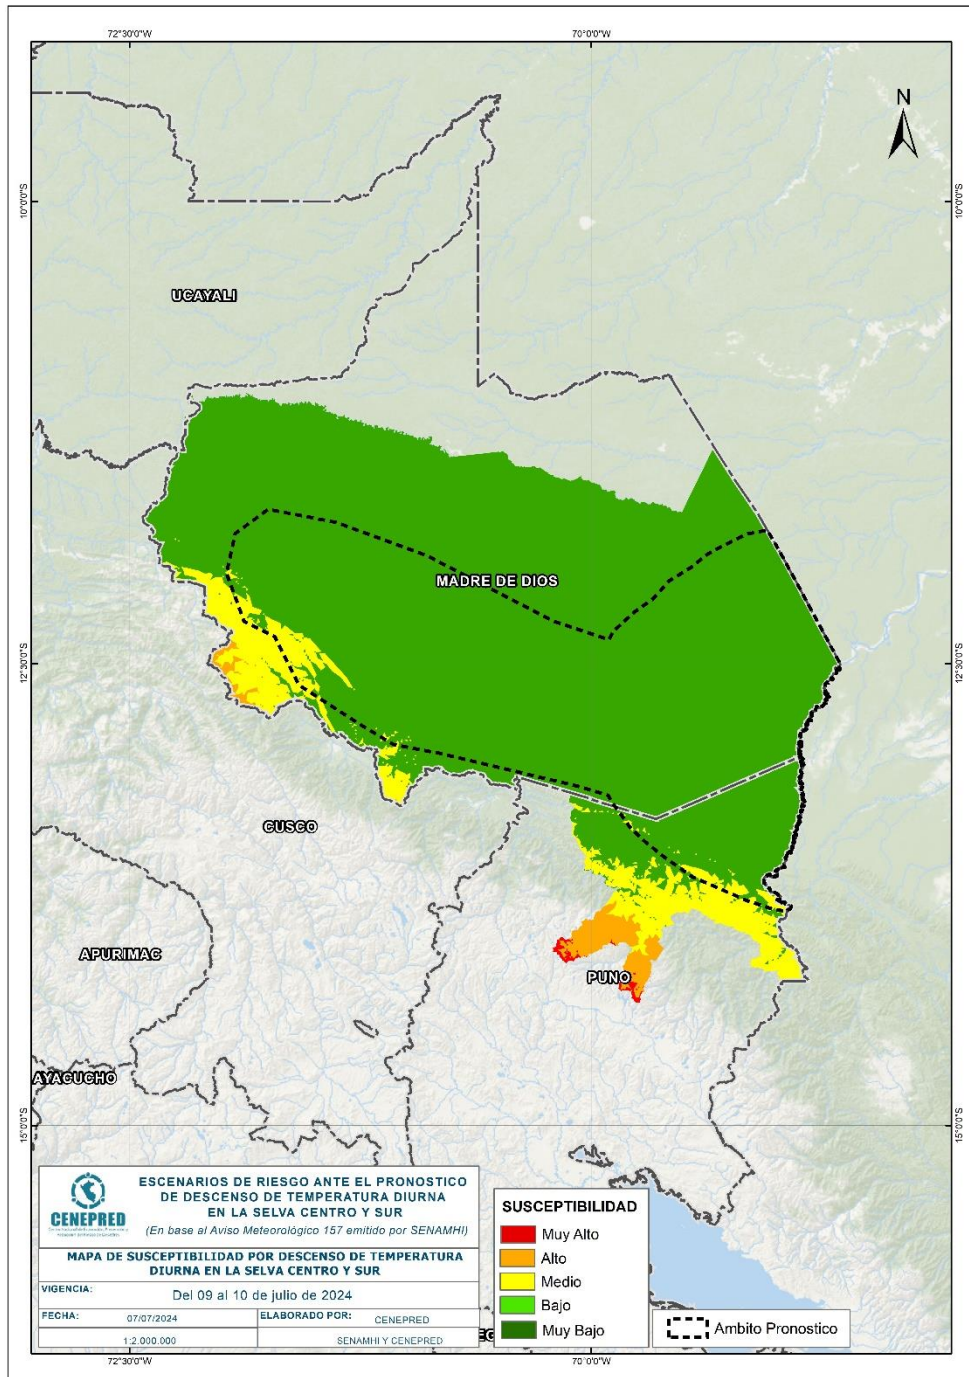 72°30'0"W
70°0'0"W
N
10°0'0"S
10°0'0"S
UCAYALI
MADRE DE DIOS
12°30'0"S
12°30'0"S
CUSCO
APURIMAC
PUNO
AYACUCHO
15°0'0"S
15°0'0"S
CENEPRED
ESCENARIOS DE RIESGO ANTE EL PRONOSTICO
DE DESCENSO DE TEMPERATURA DIURNA
EN LA SELVA CENTRO Y SUR
(En base al Aviso Meteorológico 157 emitido por SENAMHI)
MAPA DE SUSCEPTIBILIDAD POR DESCENSO DE TEMPERATURA
DIURNA EN LA SELVA CENTRO Y SUR
VIGENCIA:
Del 09 al 10 de julio de 2024
FECHA:
07/07/2024
ELABORADO POR:
CENEPRED
1:2.000.000
SENAMHI Y CENEPRED
SUSCEPTIBILIDAD
Muy Alto
Alto
Medio
Bajo
Muy Bajo
Ambito Pronostico
72°30'0"W
70°0'0"W